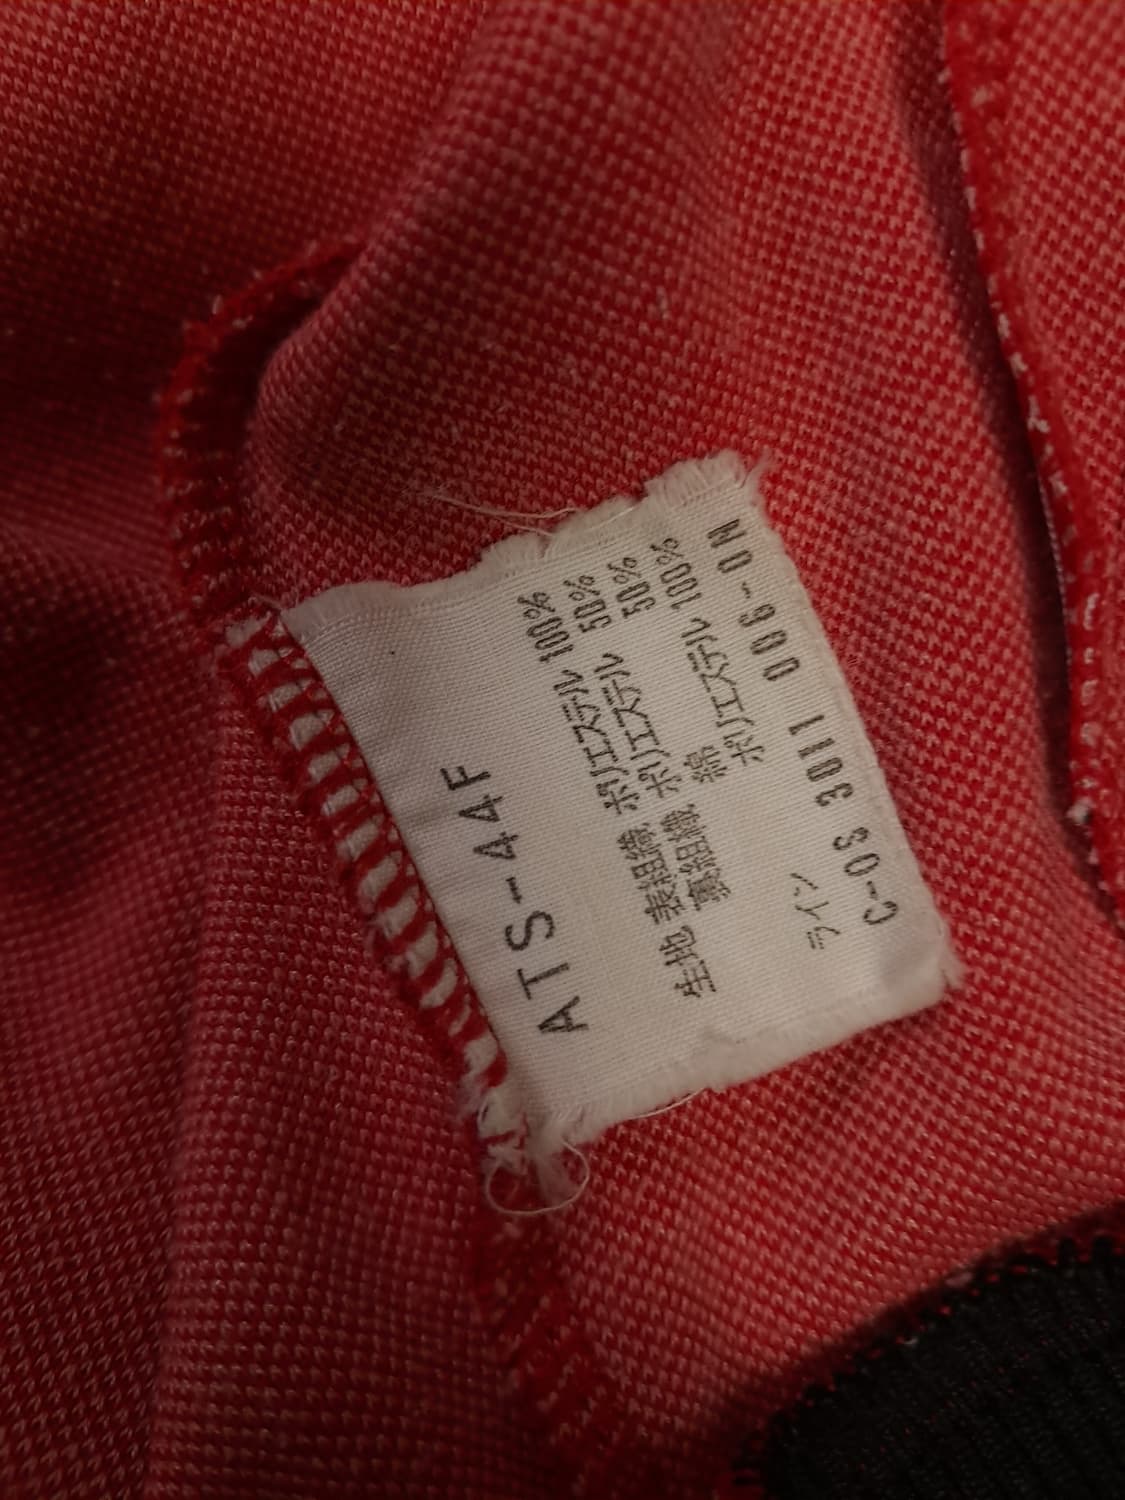 ATS-44F
生地 表組織 ポリエステル 100%
裏組織 ポリエステル 50%
綿 50%
ライン ポリエステル 100%
C-OS 3011 006-ON